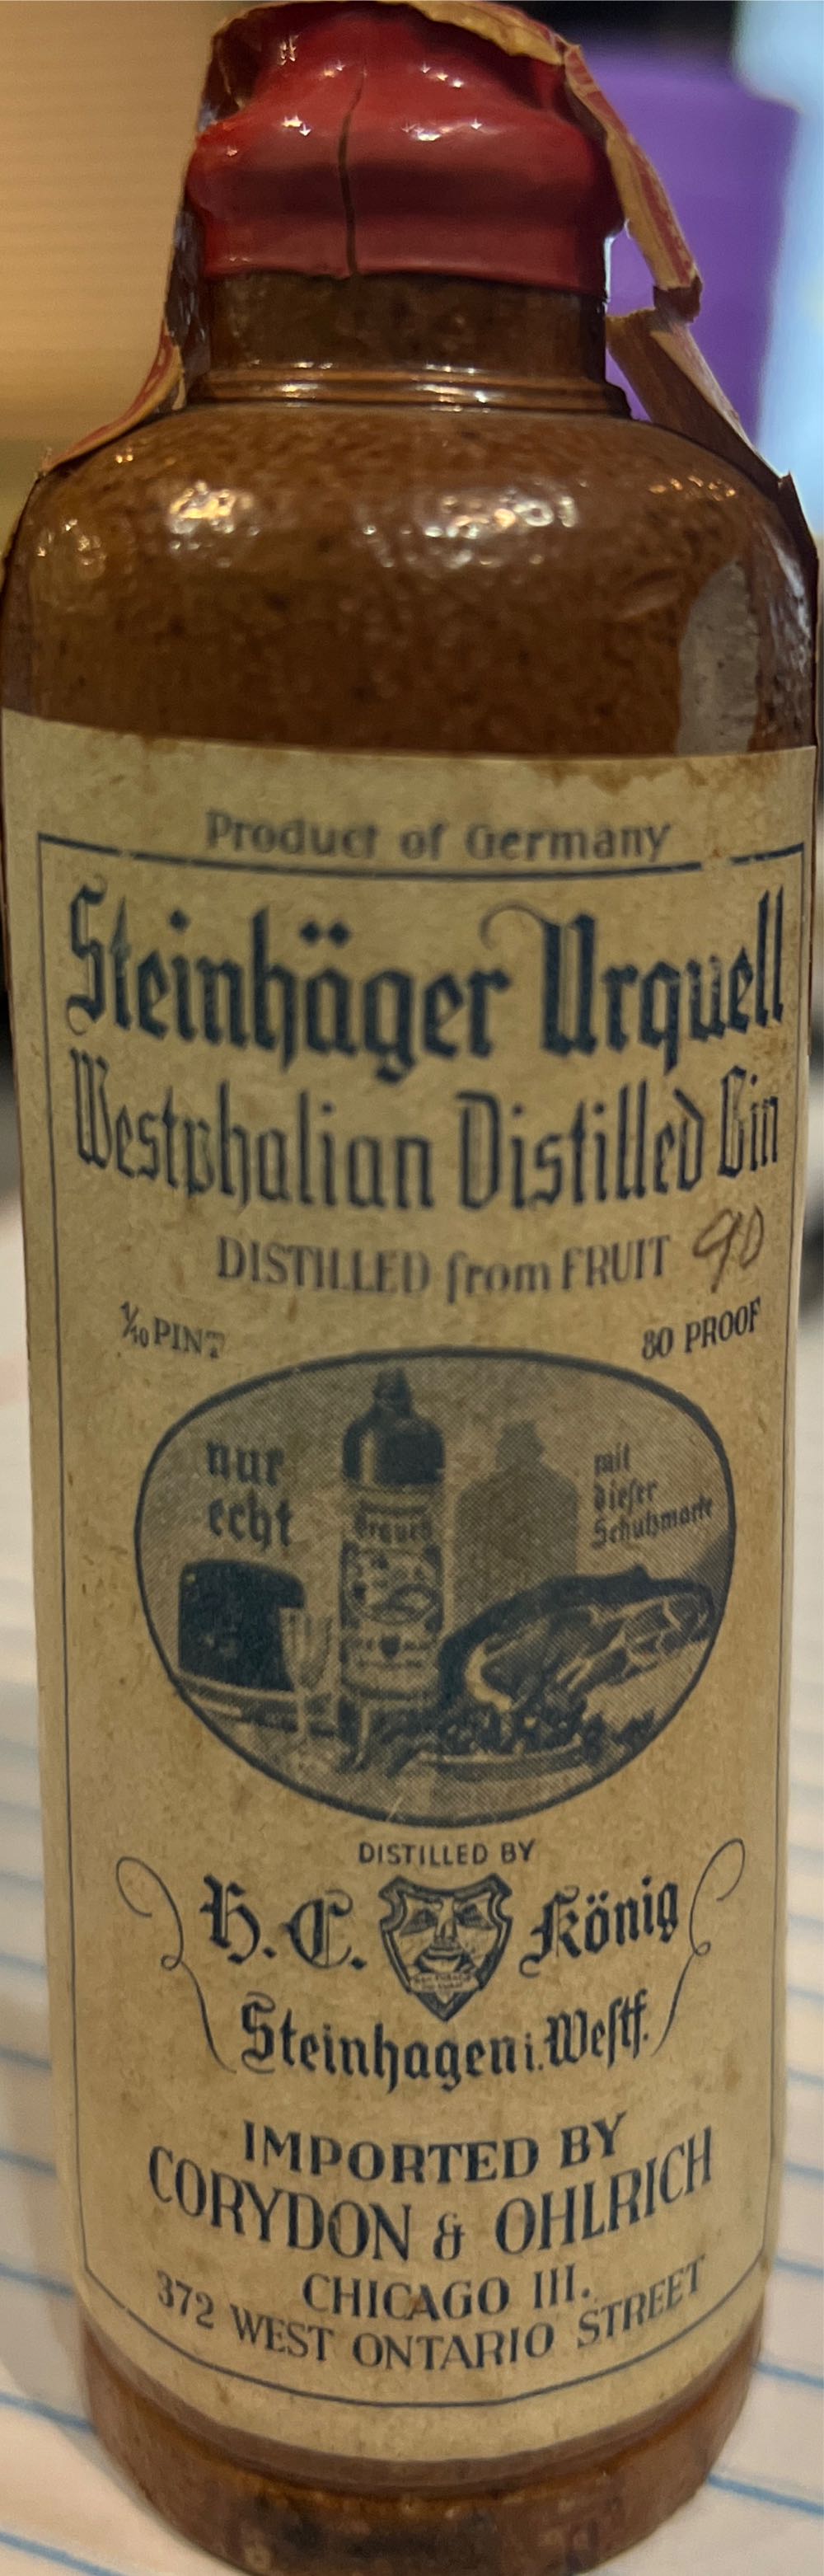 Product of Germany
Steinhäger Urquell
Westphalian Distilled Gin
DISTILLED from FRUIT 90
1/10 PINT
80 PROOF
nur
echt
mit
dieser
Schutzmarke
Urquell
DISTILLED BY
H. C. König
Steinhagen i. Westf.
IMPORTED BY
CORYDON & OHLRICH
CHICAGO Ill.
372 WEST ONTARIO STREET